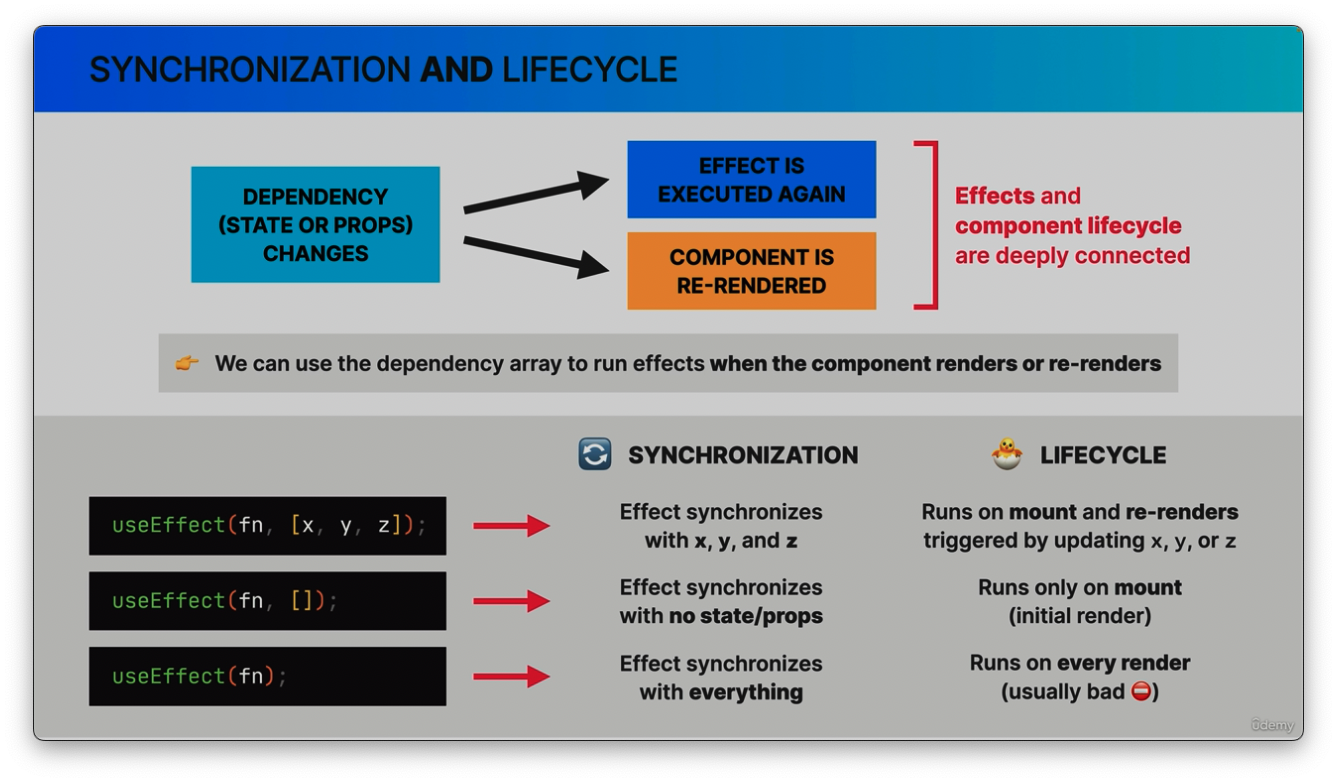 SYNCHRONIZATION AND LIFECYCLE
DEPENDENCY
(STATE OR PROPS)
CHANGES
EFFECT IS
EXECUTED AGAIN
COMPONENT IS
RE-RENDERED
Effects and
component lifecycle
are deeply connected
👉 We can use the dependency array to run effects when the component renders or re-renders
SYNCHRONIZATION
LIFECYCLE
useEffect(fn, [x, y, z]);
Effect synchronizes
with x, y, and z
Runs on mount and re-renders
triggered by updating x, y, or z
useEffect(fn, []);
Effect synchronizes
with no state/props
Runs only on mount
(initial render)
useEffect(fn);
Effect synchronizes
with everything
Runs on every render
(usually bad ⛔)
ûdemy